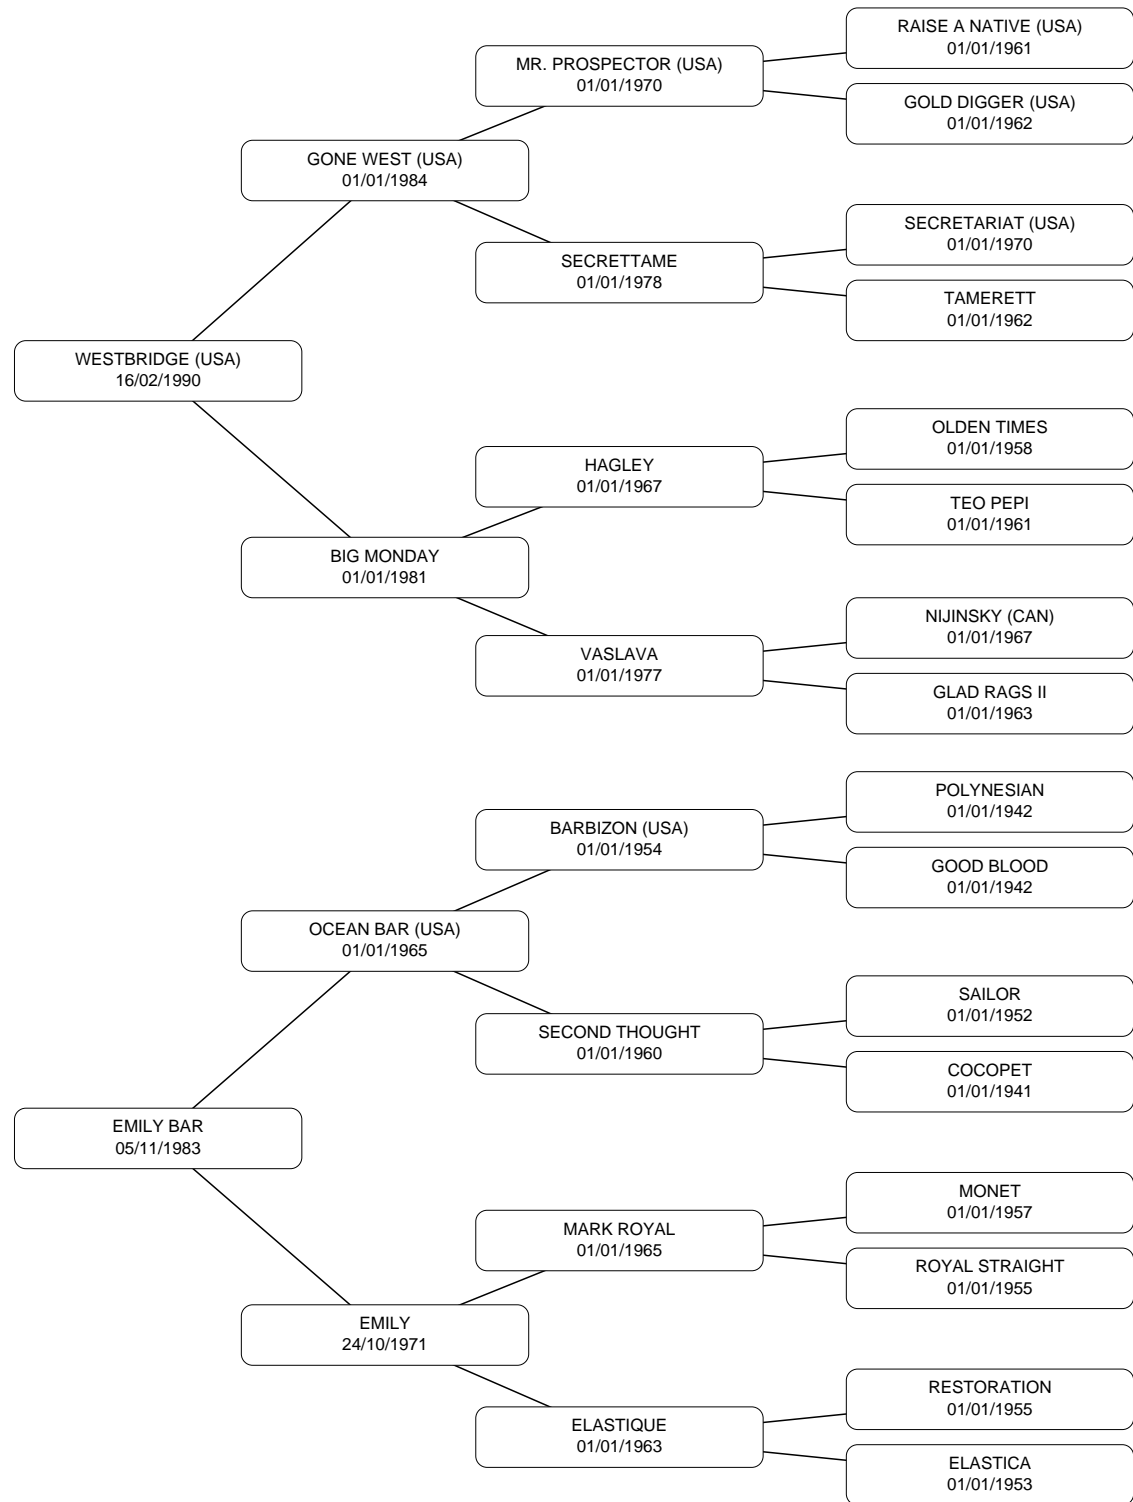 RAISE A NATIVE (USA)
01/01/1961
MR. PROSPECTOR (USA)
01/01/1970
GOLD DIGGER (USA)
01/01/1962
GONE WEST (USA)
01/01/1984
SECRETARIAT (USA)
01/01/1970
SECRETTAME
01/01/1978
TAMERETT
01/01/1962
WESTBRIDGE (USA)
16/02/1990
OLDEN TIMES
01/01/1958
HAGLEY
01/01/1967
TEO PEPI
01/01/1961
BIG MONDAY
01/01/1981
NIJINSKY (CAN)
01/01/1967
VASLAVA
01/01/1977
GLAD RAGS II
01/01/1963
POLYNESIAN
01/01/1942
BARBIZON (USA)
01/01/1954
GOOD BLOOD
01/01/1942
OCEAN BAR (USA)
01/01/1965
SAILOR
01/01/1952
SECOND THOUGHT
01/01/1960
COCOPET
01/01/1941
EMILY BAR
05/11/1983
MONET
01/01/1957
MARK ROYAL
01/01/1965
ROYAL STRAIGHT
01/01/1955
EMILY
24/10/1971
RESTORATION
01/01/1955
ELASTIQUE
01/01/1963
ELASTICA
01/01/1953